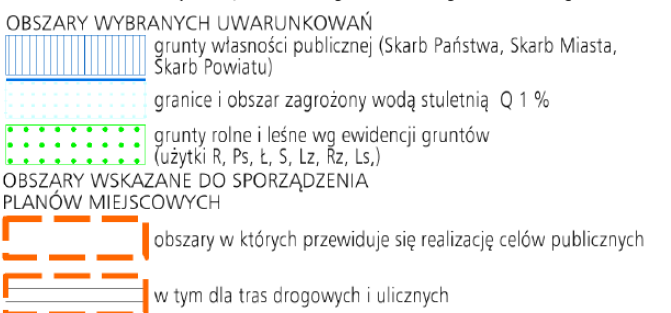 OBSZARY WYBRANYCH UWARUNKOWAŃ
grunty własności publicznej (Skarb Państwa, Skarb Miasta,
Skarb Powiatu)
granice i obszar zagrożony wodą stuletnią Q 1 %
grunty rolne i leśne wg ewidencji gruntów
(użytki R, Ps, Ł, S, Lz, Rz, Ls,)
OBSZARY WSKAZANE DO SPORZĄDZENIA
PLANÓW MIEJSCOWYCH
obszary w których przewiduje się realizację celów publicznych
w tym dla tras drogowych i ulicznych